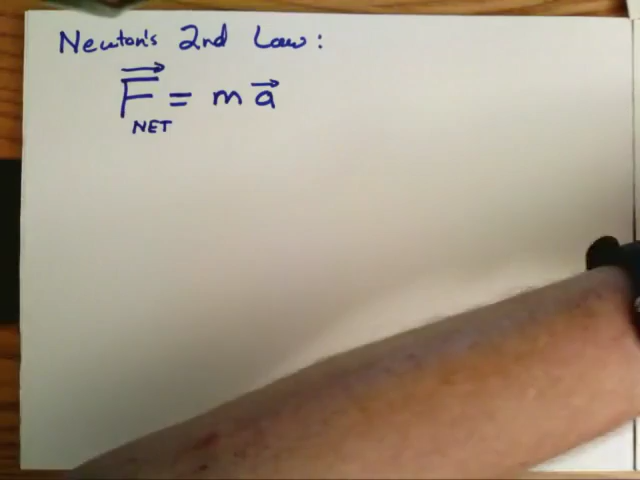 Newton's 2nd Law:
F⃗ NET = m a⃗